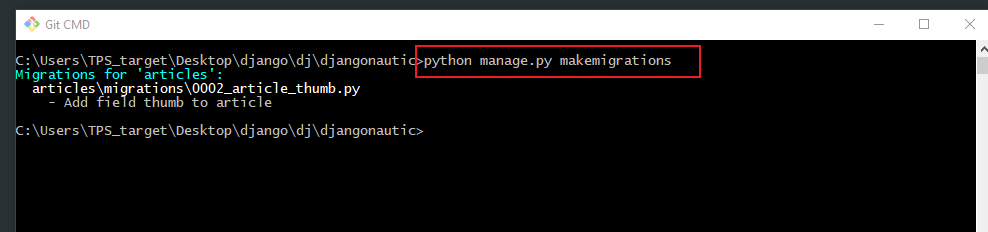 Git CMD
C:\Users\TPS_target\Desktop\django\dj\djangonautic>python manage.py makemigrations
Migrations for 'articles':
  articles\migrations\0002_article_thumb.py
    - Add field thumb to article
C:\Users\TPS_target\Desktop\django\dj\djangonautic>